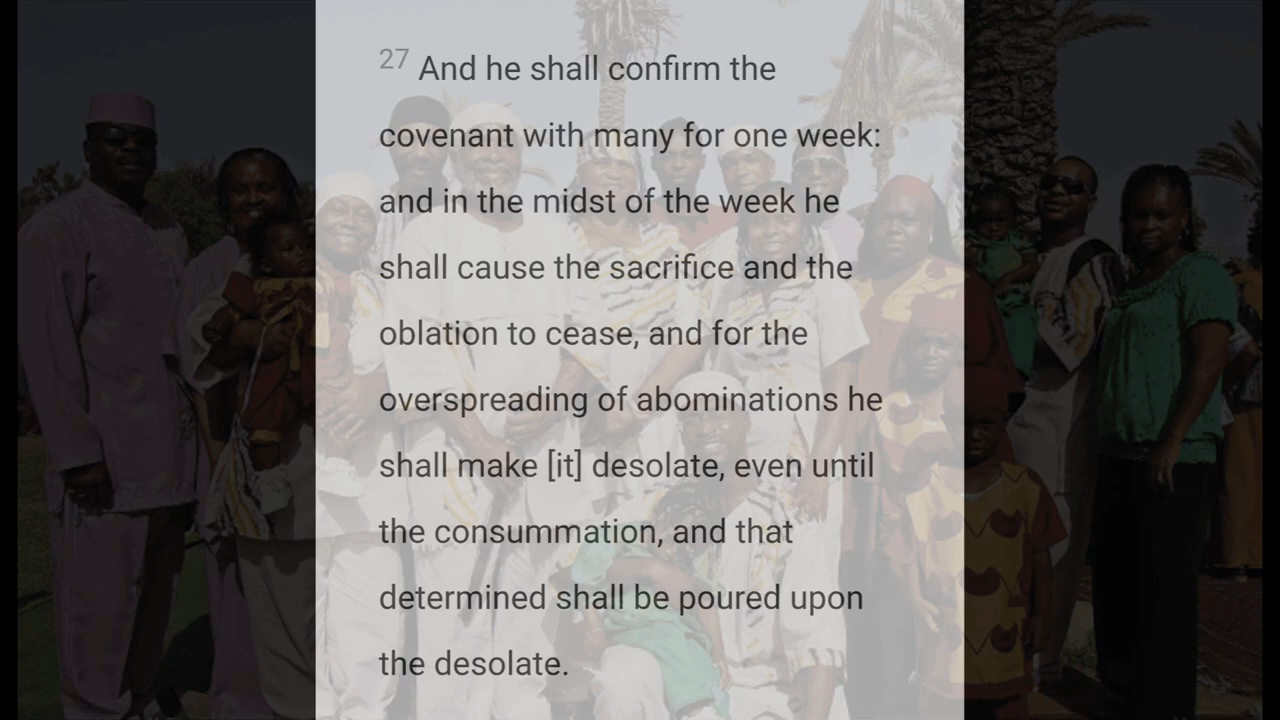 27 And he shall confirm the
covenant with many for one week:
and in the midst of the week he
shall cause the sacrifice and the
oblation to cease, and for the
overspreading of abominations he
shall make [it] desolate, even until
the consummation, and that
determined shall be poured upon
the desolate.